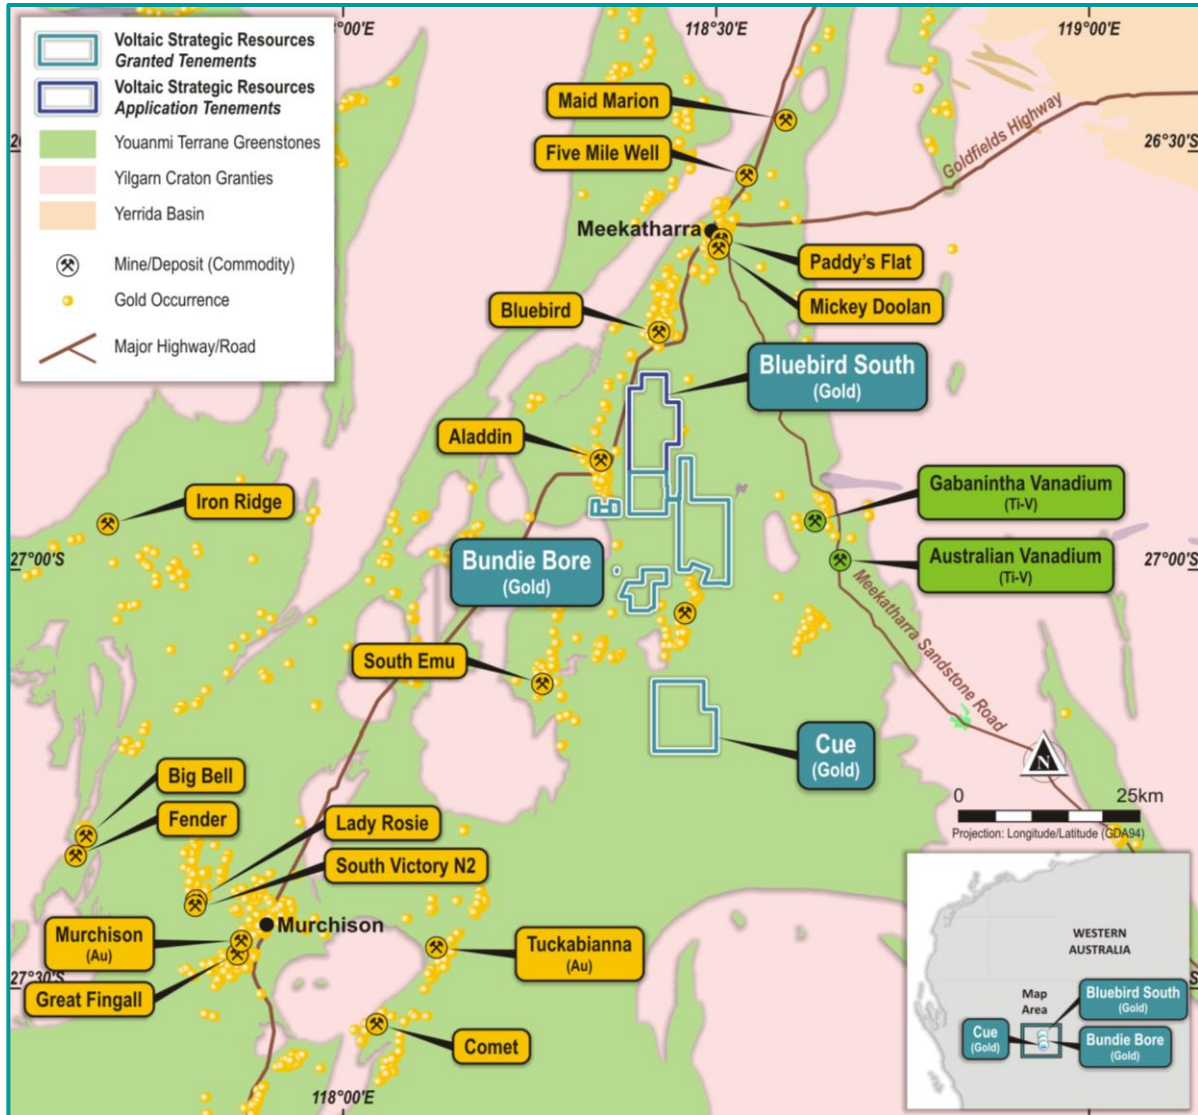 00'E
118°30'E
119°00'E
Voltaic Strategic Resources
Granted Tenements
Voltaic Strategic Resources
Application Tenements
Youanmi Terrane Greenstones
Yilgarn Craton Granties
Yerrida Basin
Mine/Deposit (Commodity)
Gold Occurrence
Major Highway/Road
26°30'S
Maid Marion
Five Mile Well
Goldfields Highway
Meekatharra
Paddy's Flat
Mickey Doolan
Bluebird
Bluebird South
(Gold)
Aladdin
Iron Ridge
Gabanintha Vanadium
(Ti-V)
27°00'S
27°00'S
Bundie Bore
(Gold)
Australian Vanadium
(Ti-V)
Meekatharra Sandstone Road
South Emu
Cue
(Gold)
N
Big Bell
Fender
Lady Rosie
South Victory N2
0
25km
Projection: Longitude/Latitude (GDA94)
Murchison
Murchison
(Au)
Tuckabianna
(Au)
27°30'S
Great Fingall
Comet
118°00'E
WESTERN
AUSTRALIA
Map
Area
Bluebird South
(Gold)
Cue
(Gold)
Bundie Bore
(Gold)